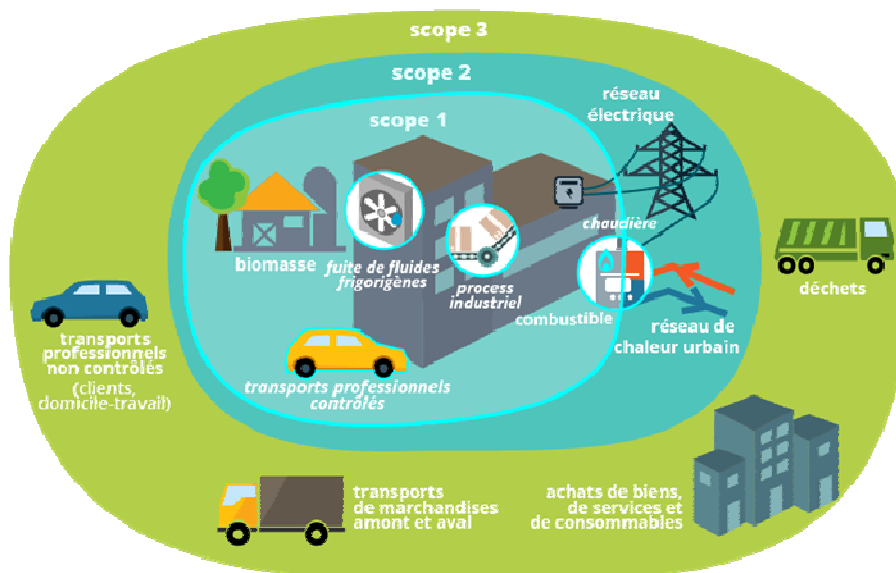 scope 3
scope 2
scope 1
réseau
électrique
chaudière
biomasse
fuite de fluides
frigorigènes
process
industriel
combustible
réseau de
chaleur urbain
déchets
transports
professionnels
non contrôlés
(clients,
domicile-travail)
transports professionnels
contrôlés
transports
de marchandises
amont et aval
achats de biens,
de services et
de consommables